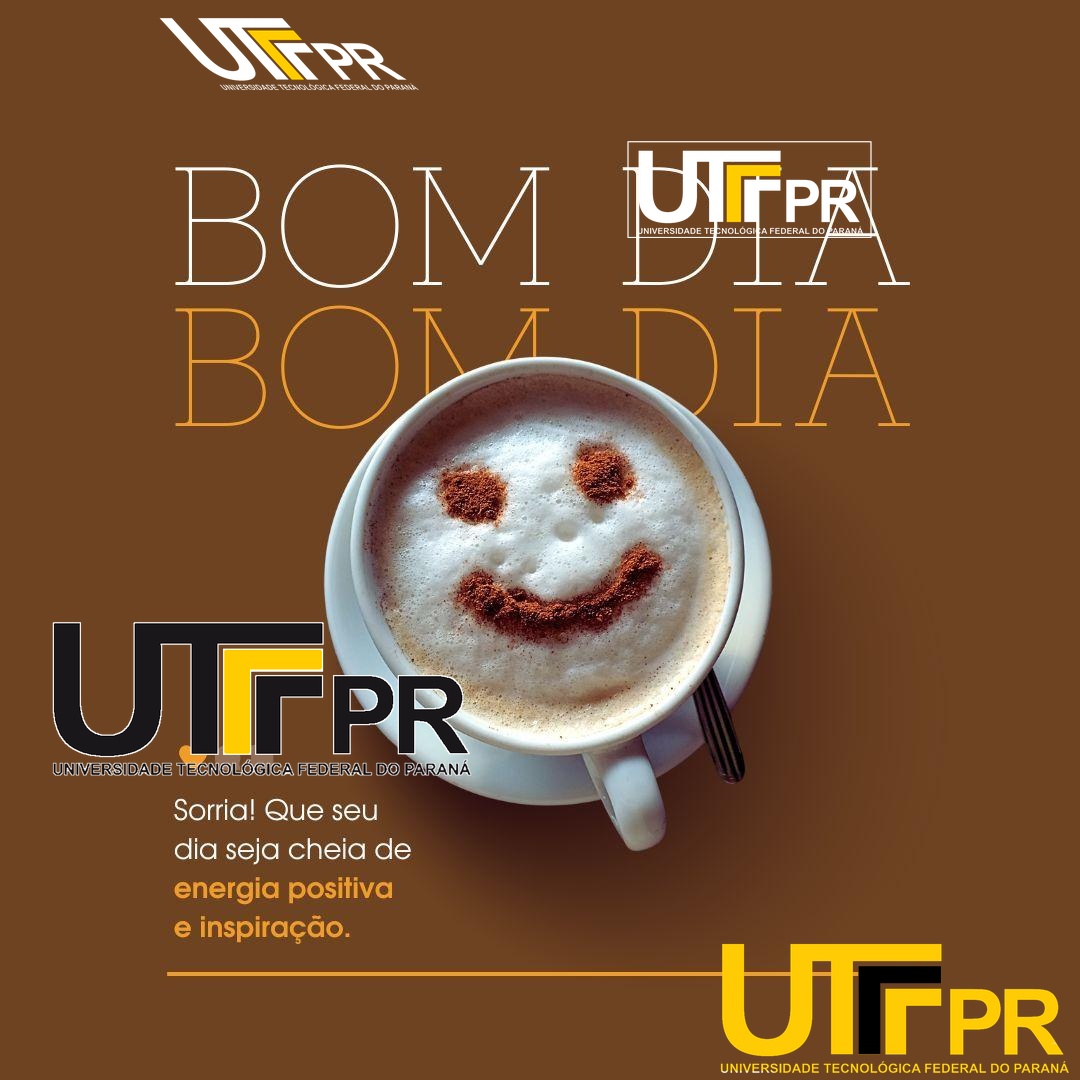 UTFPR
UNIVERSIDADE TECNOLÓGICA FEDERAL DO PARANÁ
BOM DIA
UTFPR
UNIVERSIDADE TECNOLÓGICA FEDERAL DO PARANÁ
BOM DIA
UTFPR
UNIVERSIDADE TECNOLÓGICA FEDERAL DO PARANÁ
Sorria! Que seu
dia seja cheia de
energia positiva
e inspiração.
UTFPR
UNIVERSIDADE TECNOLÓGICA FEDERAL DO PARANÁ